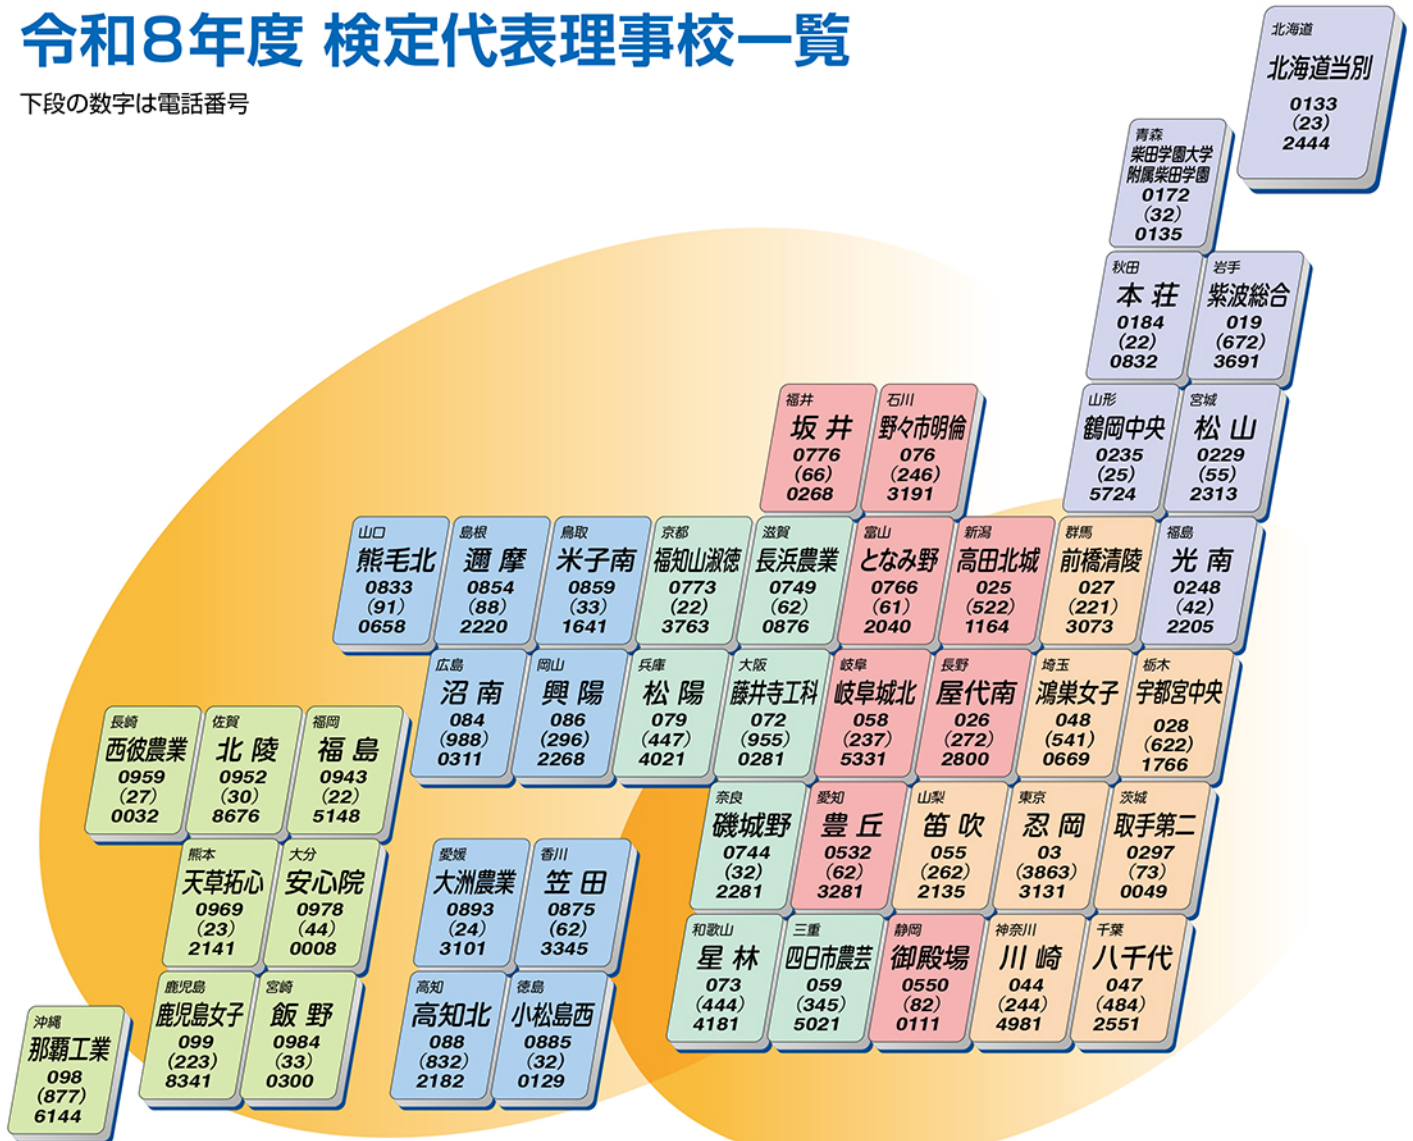 令和8年度 検定代表理事校一覧
下段の数字は電話番号
北海道
北海道当別
0133
(23)
2444
青森
柴田学園大学
附属柴田学園
0172
(32)
0135
秋田
本荘
0184
(22)
0832
岩手
紫波総合
019
(672)
3691
山形
鶴岡中央
0235
(25)
5724
宮城
松山
0229
(55)
2313
福井
坂井
0776
(66)
0268
石川
野々市明倫
076
(246)
3191
山口
熊毛北
0833
(91)
0658
島根
邇摩
0854
(88)
2220
鳥取
米子南
0859
(33)
1641
京都
福知山淑徳
0773
(22)
3763
滋賀
長浜農業
0749
(62)
0876
富山
となみ野
0766
(61)
2040
新潟
高田北城
025
(522)
1164
群馬
前橋清陵
027
(221)
3073
福島
光南
0248
(42)
2205
広島
沼南
084
(988)
0311
岡山
興陽
086
(296)
2268
兵庫
松陽
079
(447)
4021
大阪
藤井寺工科
072
(955)
0281
岐阜
岐阜城北
058
(237)
5331
長野
屋代南
026
(272)
2800
埼玉
鴻巣女子
048
(541)
0669
栃木
宇都宮中央
028
(622)
1766
長崎
西彼農業
0959
(27)
0032
佐賀
北陵
0952
(30)
8676
福岡
福島
0943
(22)
5148
奈良
磯城野
0744
(32)
2281
愛知
豊丘
0532
(62)
3281
山梨
笛吹
055
(262)
2135
東京
忍岡
03
(3863)
3131
茨城
取手第二
0297
(73)
0049
熊本
天草拓心
0969
(23)
2141
大分
安心院
0978
(44)
0008
愛媛
大洲農業
0893
(24)
3101
香川
笠田
0875
(62)
3345
和歌山
星林
073
(444)
4181
三重
四日市農芸
059
(345)
5021
静岡
御殿場
0550
(82)
0111
神奈川
川崎
044
(244)
4981
千葉
八千代
047
(484)
2551
鹿児島
鹿児島女子
099
(223)
8341
宮崎
飯野
0984
(33)
0300
高知
高知北
088
(832)
2182
徳島
小松島西
0885
(32)
0129
沖縄
那覇工業
098
(877)
6144